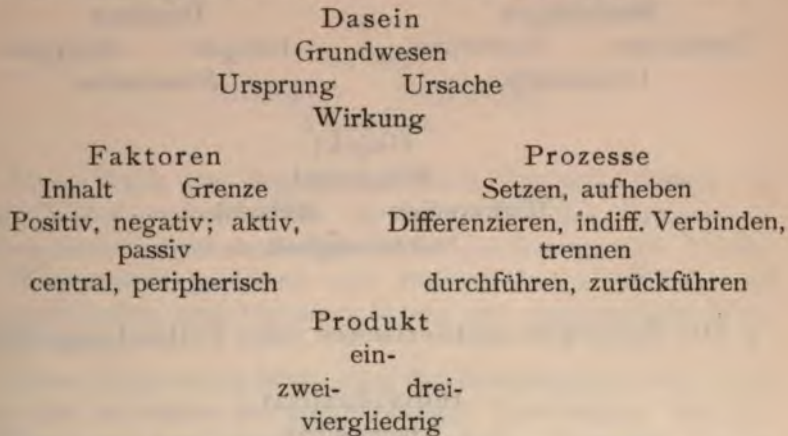 Dasein
Grundwesen
Ursprung Ursache
Wirkung
Faktoren Prozesse
Inhalt Grenze Setzen, aufheben
Positiv, negativ; aktiv, Differenzieren, indiff. Verbinden,
passiv trennen
central, peripherisch durchführen, zurückführen
Produkt
ein-
zwei- drei-
viergliedrig